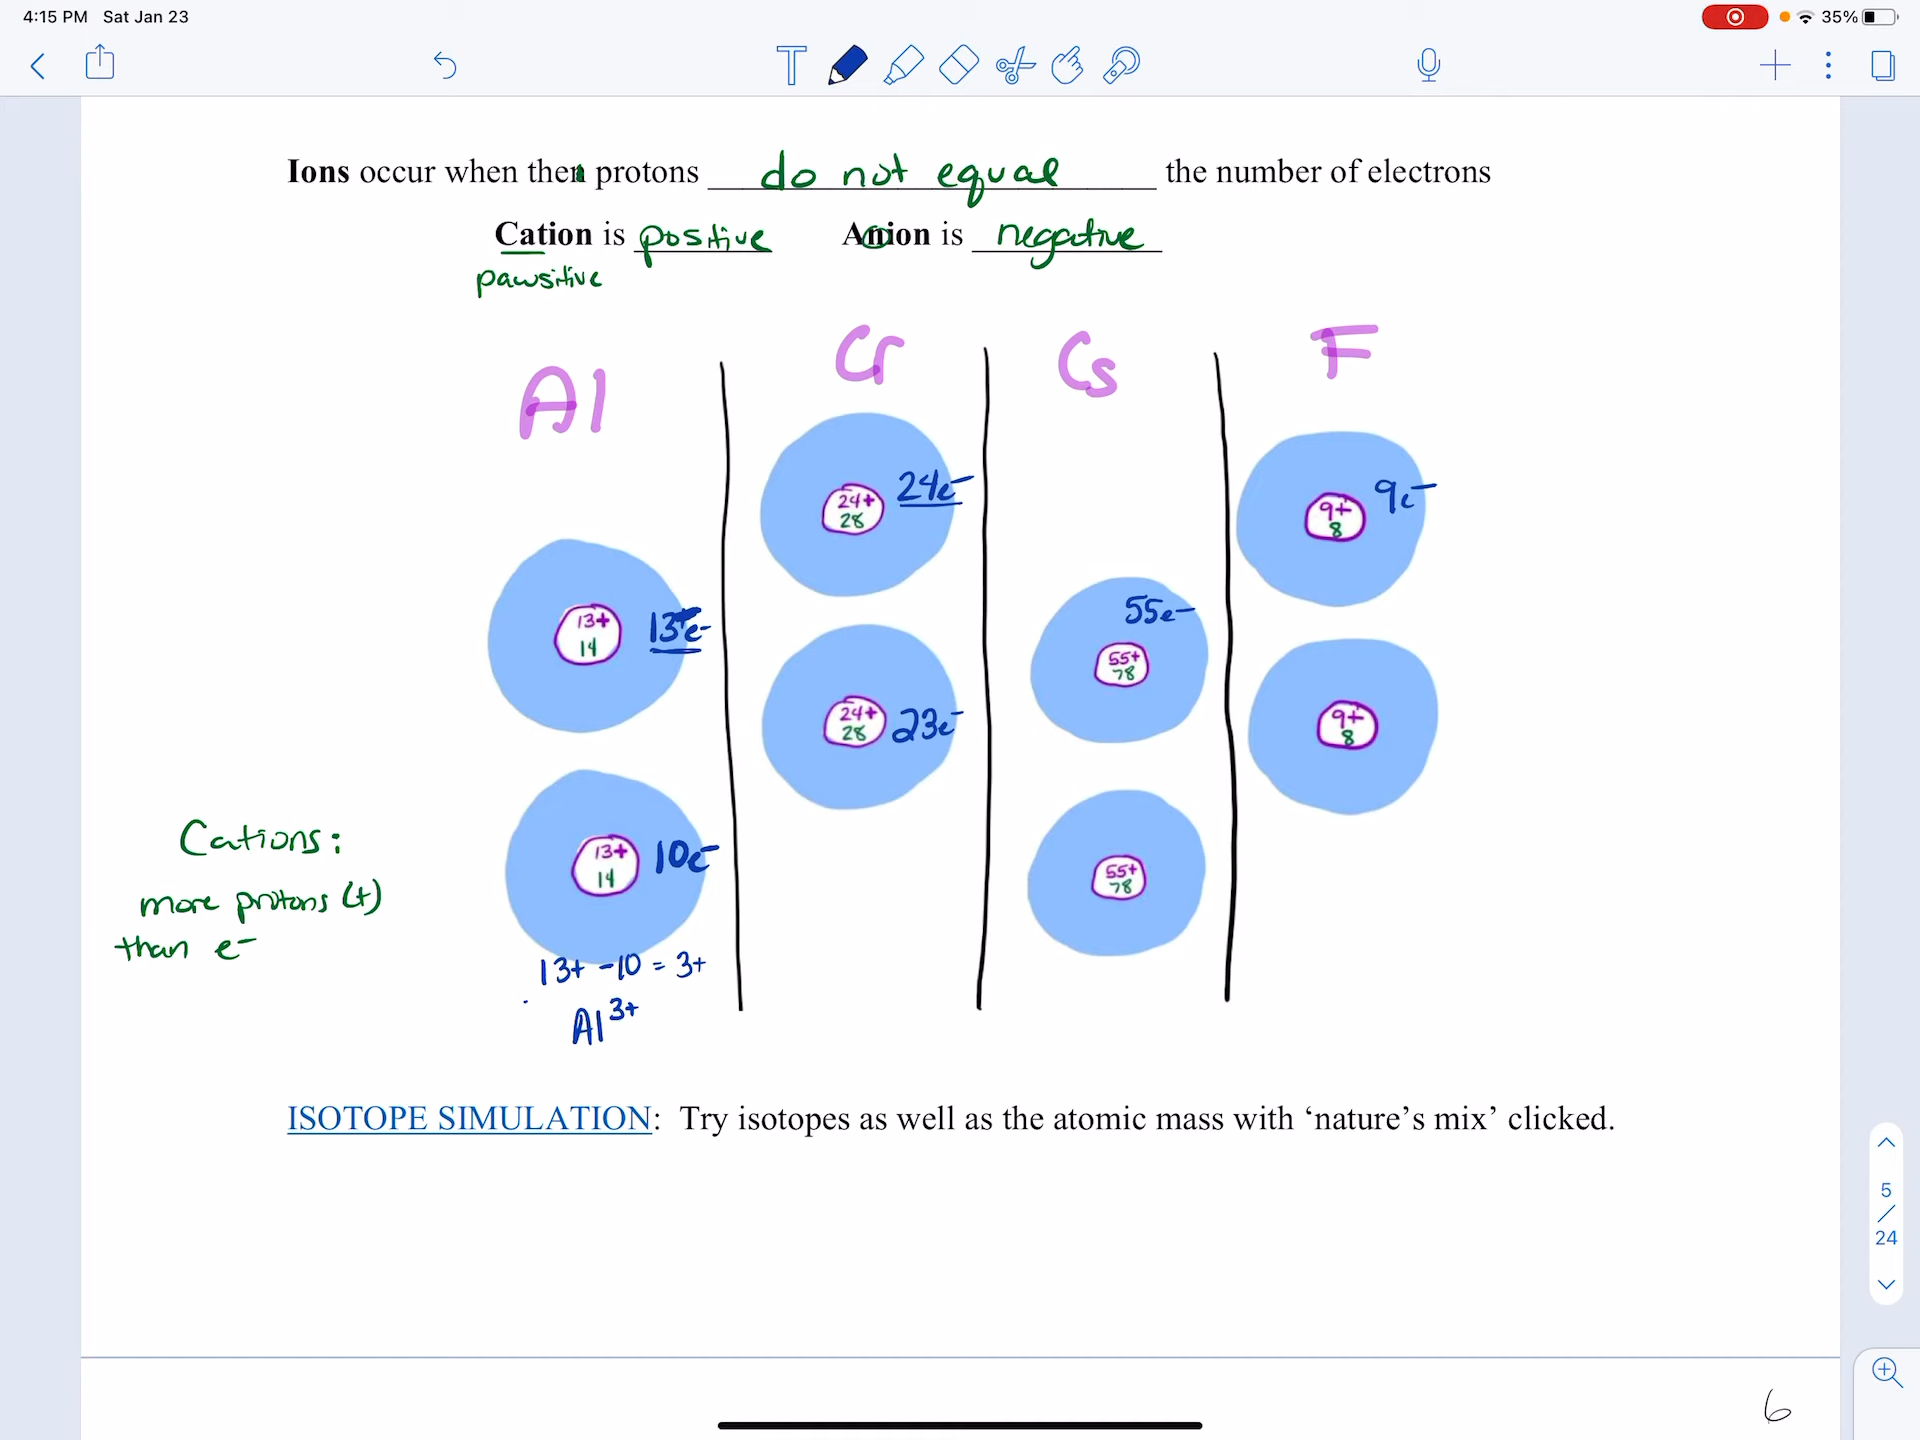 4:15 PM Sat Jan 23
35%
Ions occur when then protons do not equal the number of electrons
Cation is positive Anion is negative
pawsitive
Al
Cr
Cs
F
24+
28
24e-
9+
8
9e-
13+
14
13e-
55e-
55+
78
24+
28
23e-
9+
8
Cations:
more protons (+)
than e-
13+
14
10e-
55+
78
13+ -10 = 3+
Al 3+
ISOTOPE SIMULATION: Try isotopes as well as the atomic mass with ‘nature’s mix’ clicked.
5
/
24
6